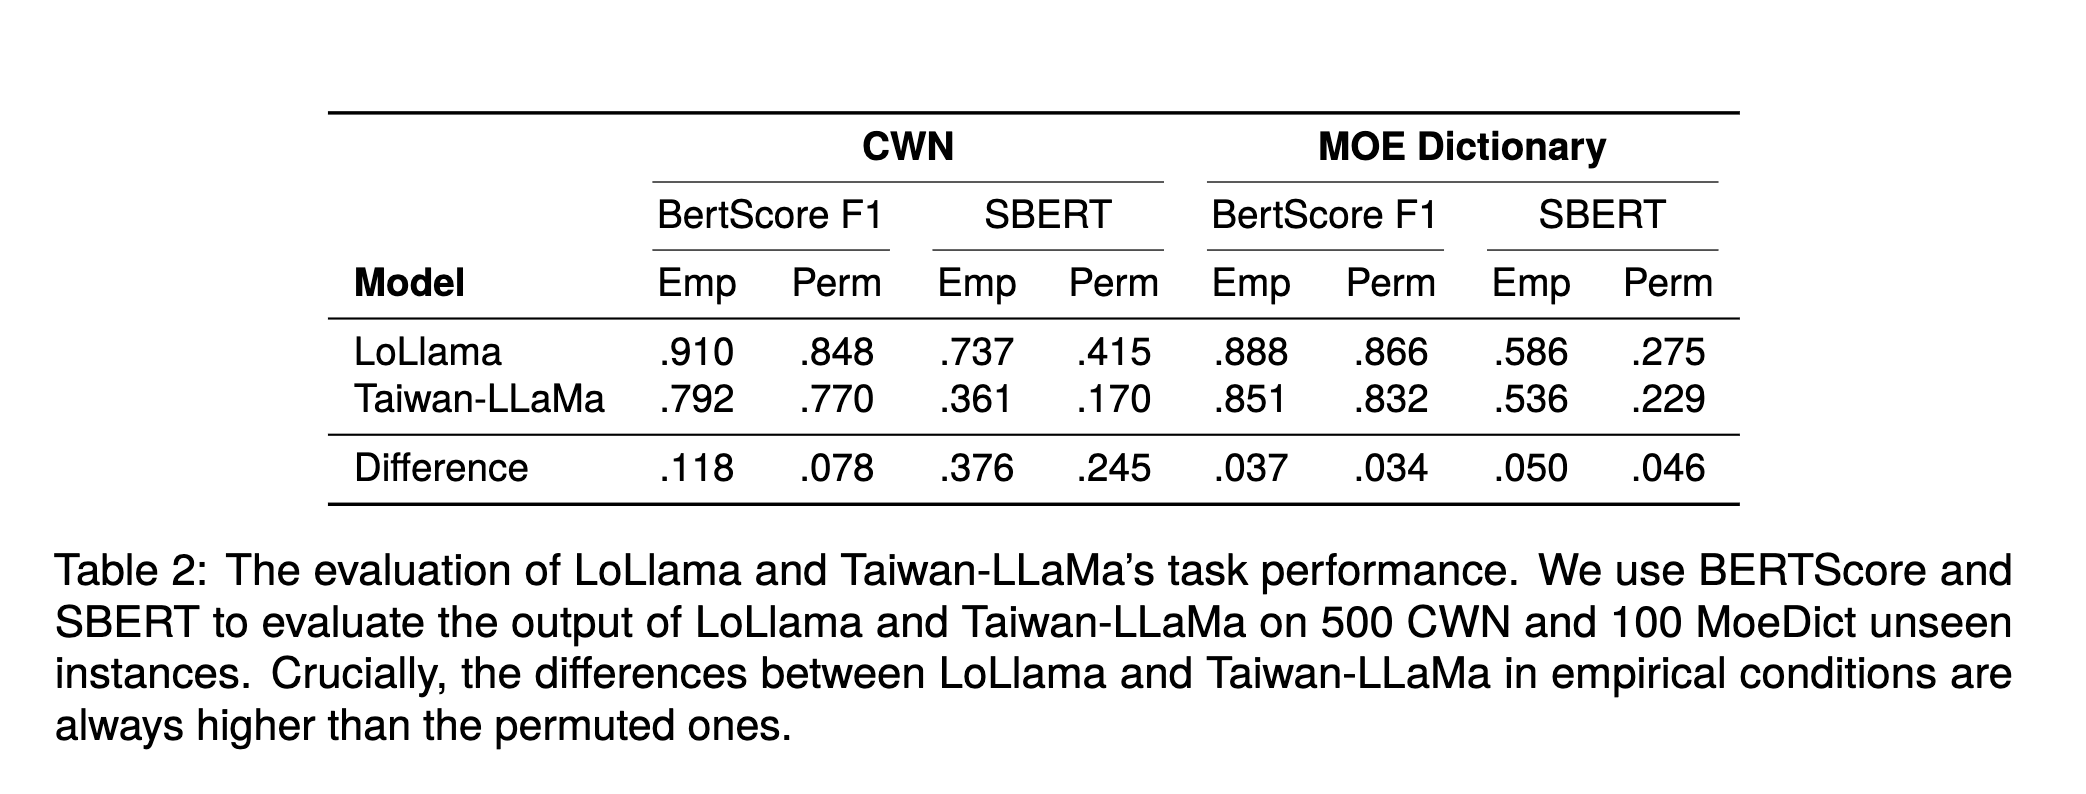 CWN MOE Dictionary
BertScore F1 SBERT BertScore F1 SBERT
Model Emp Perm Emp Perm Emp Perm Emp Perm
LoLlama .910 .848 .737 .415 .888 .866 .586 .275
Taiwan-LLaMa .792 .770 .361 .170 .851 .832 .536 .229
Difference .118 .078 .376 .245 .037 .034 .050 .046
Table 2: The evaluation of LoLlama and Taiwan-LLaMa's task performance. We use BERTScore and
SBERT to evaluate the output of LoLlama and Taiwan-LLaMa on 500 CWN and 100 MoeDict unseen
instances. Crucially, the differences between LoLlama and Taiwan-LLaMa in empirical conditions are
always higher than the permuted ones.